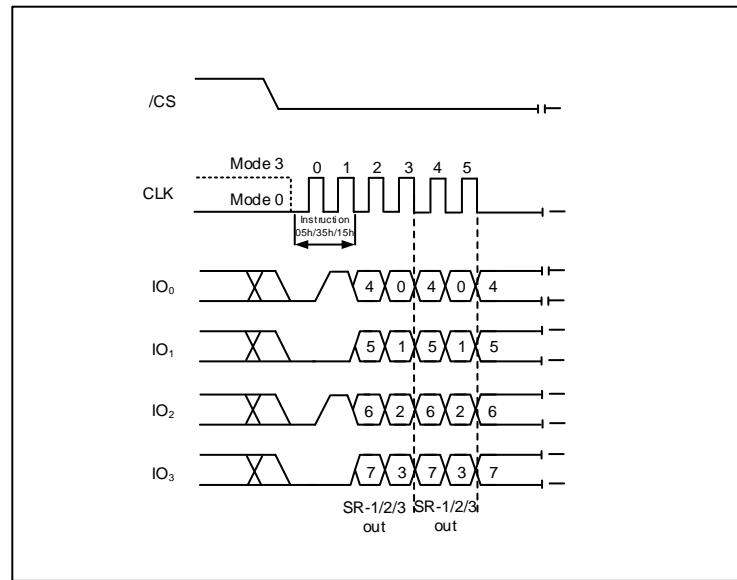 /CS
Mode 3 0 1 2 3 4 5
CLK
Mode 0
Instruction
05h/35h/15h
IO₀ 4 0 4 0 4
IO₁ 5 1 5 1 5
IO₂ 6 2 6 2 6
IO₃ 7 3 7 3 7
SR-1/2/3 SR-1/2/3
out out